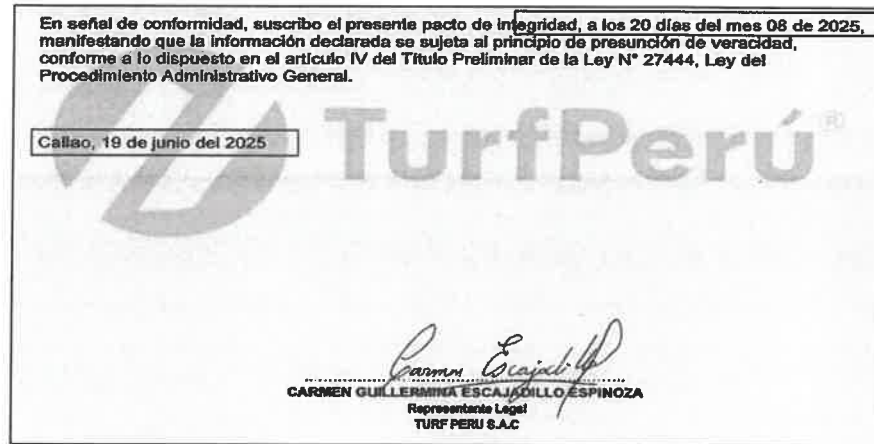 En señal de conformidad, suscribo el presente pacto de integridad, a los 20 días del mes 08 de 2025,
manifestando que la información declarada se sujeta al principio de presunción de veracidad,
conforme a lo dispuesto en el artículo IV del Título Preliminar de la Ley N° 27444, Ley del
Procedimiento Administrativo General.
Callao, 19 de junio del 2025
TurfPerú®
Carmen Escajadillo
CARMEN GUILLERMINA ESCAJADILLO ESPINOZA
Representante Legal
TURF PERU S.A.C